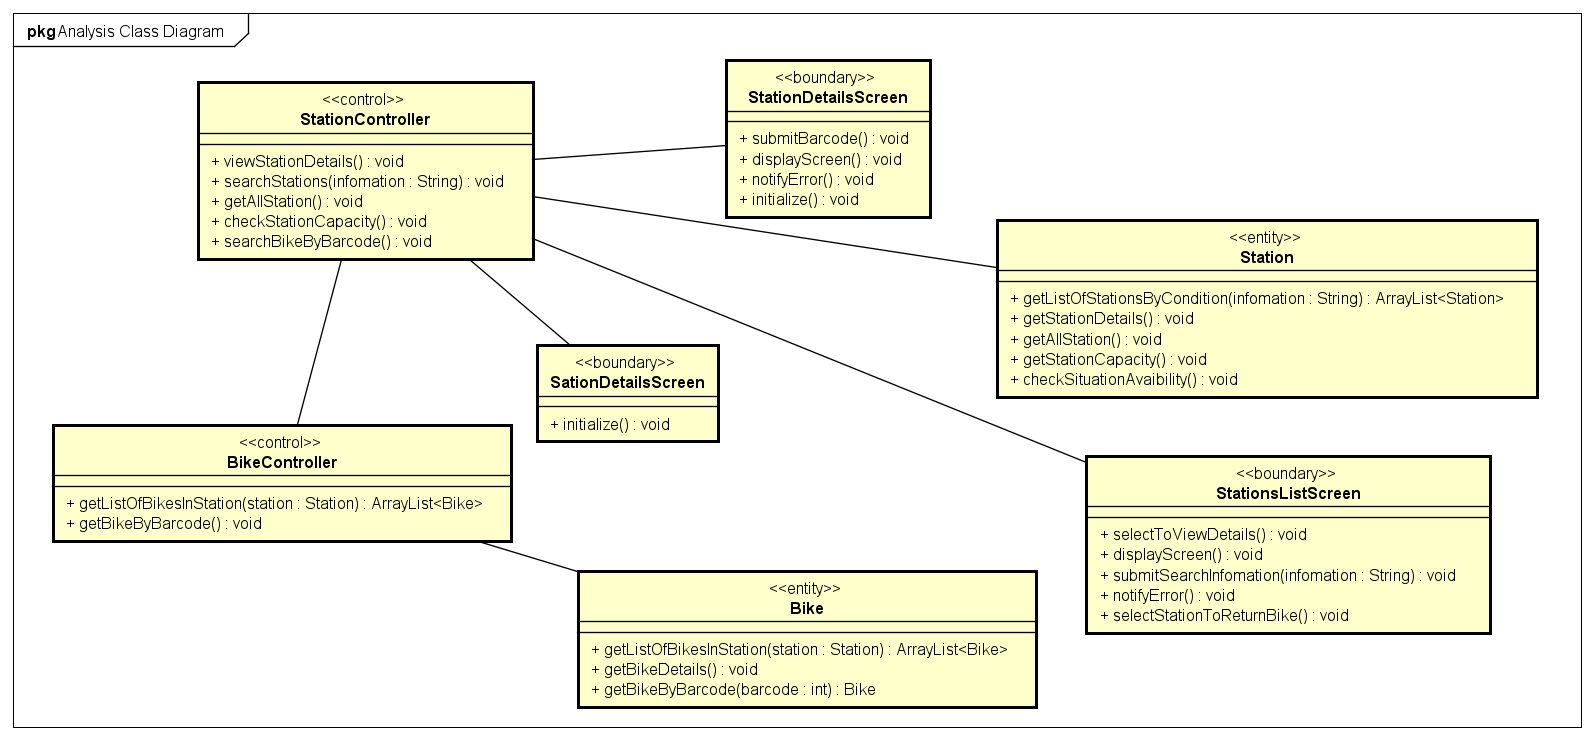 pkg Analysis Class Diagram
<<control>>
StationController
+ viewStationDetails() : void
+ searchStations(infomation : String) : void
+ getAllStation() : void
+ checkStationCapacity() : void
+ searchBikeByBarcode() : void
<<boundary>>
StationDetailsScreen
+ submitBarcode() : void
+ displayScreen() : void
+ notifyError() : void
+ initialize() : void
<<entity>>
Station
+ getListOfStationsByCondition(infomation : String) : ArrayList<Station>
+ getStationDetails() : void
+ getAllStation() : void
+ getStationCapacity() : void
+ checkSituationAvaibility() : void
<<boundary>>
SationDetailsScreen
+ initialize() : void
<<control>>
BikeController
+ getListOfBikesInStation(station : Station) : ArrayList<Bike>
+ getBikeByBarcode() : void
<<boundary>>
StationsListScreen
+ selectToViewDetails() : void
+ displayScreen() : void
+ submitSearchInfomation(infomation : String) : void
+ notifyError() : void
+ selectStationToReturnBike() : void
<<entity>>
Bike
+ getListOfBikesInStation(station : Station) : ArrayList<Bike>
+ getBikeDetails() : void
+ getBikeByBarcode(barcode : int) : Bike